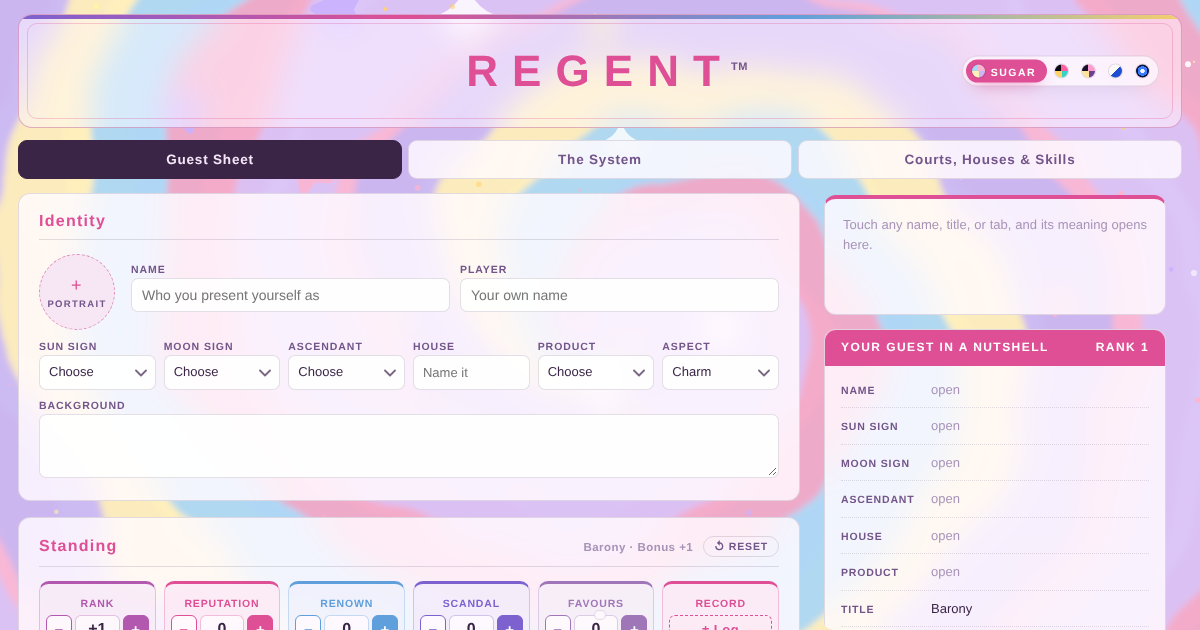 REGENT™
SUGAR
Guest Sheet
The System
Courts, Houses & Skills
Identity
+
PORTRAIT
NAME
Who you present yourself as
PLAYER
Your own name
SUN SIGN
Choose
MOON SIGN
Choose
ASCENDANT
Choose
HOUSE
Name it
PRODUCT
Choose
ASPECT
Charm
BACKGROUND
Standing
Barony · Bonus +1
RESET
RANK
− +1 +
REPUTATION
− 0 +
RENOWN
− 0 +
SCANDAL
− 0 +
FAVOURS
− 0 +
RECORD
+ Log
Touch any name, title, or tab, and its meaning opens
here.
YOUR GUEST IN A NUTSHELL
RANK 1
NAME open
SUN SIGN open
MOON SIGN open
ASCENDANT open
HOUSE open
PRODUCT open
TITLE Barony